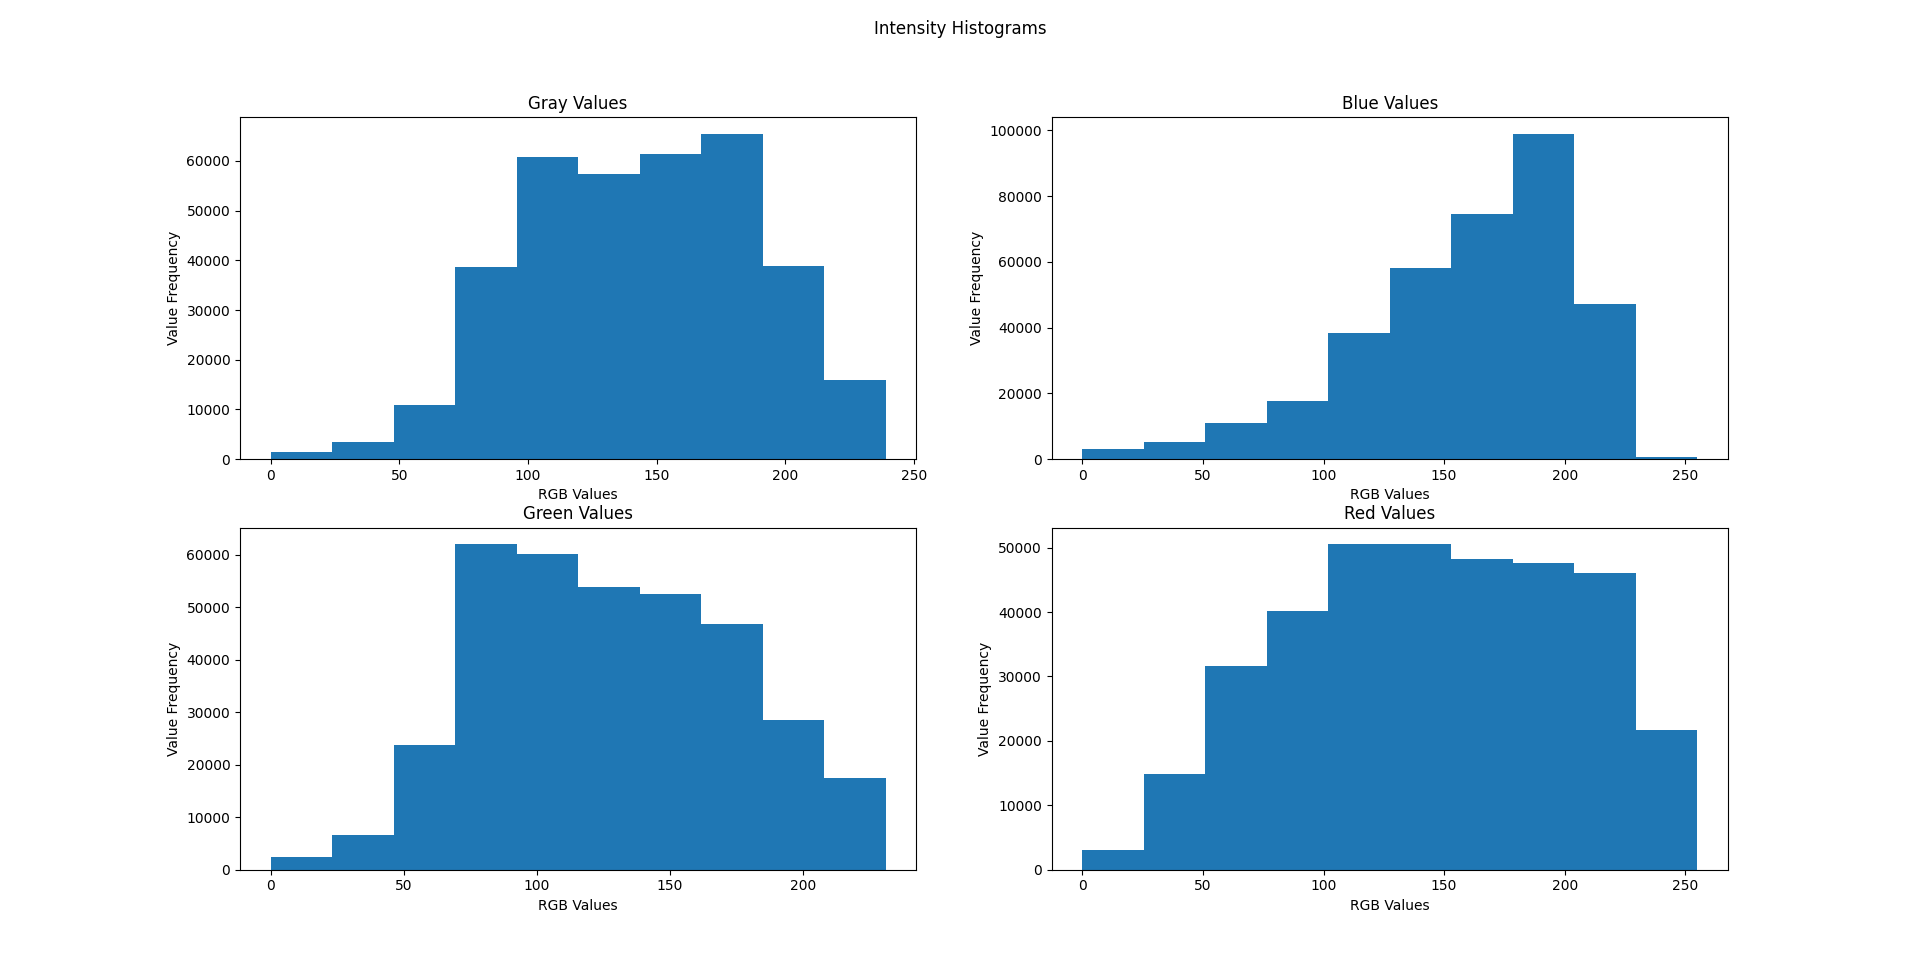 Intensity Histograms
Gray Values
Value Frequency
60000
50000
40000
30000
20000
10000
0
0 50 100 150 200 250
RGB Values
Blue Values
Value Frequency
100000
80000
60000
40000
20000
0
0 50 100 150 200 250
RGB Values
Green Values
Value Frequency
60000
50000
40000
30000
20000
10000
0
0 50 100 150 200
RGB Values
Red Values
Value Frequency
50000
40000
30000
20000
10000
0
0 50 100 150 200 250
RGB Values